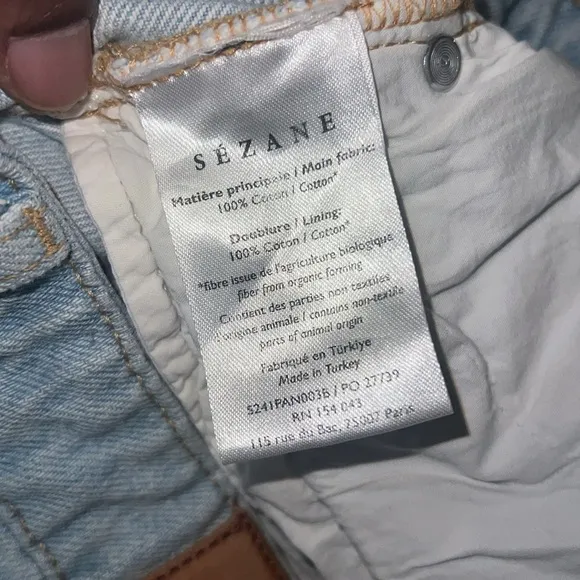 SÉZANE
Matière principale / Main fabric:
100% Coton / Cotton*
Doublure / Lining:
100% Coton / Cotton*
*fibre issue de l'agriculture biologique
fiber from organic forming
Contient des parties non textiles
d'origine animale / contains non-textile
parts of animal origin
Fabriqué en Türkiye
Made in Turkey
S241PAN003B / PO 27739
RN 154 043
115 rue du Bac, 75007 Paris